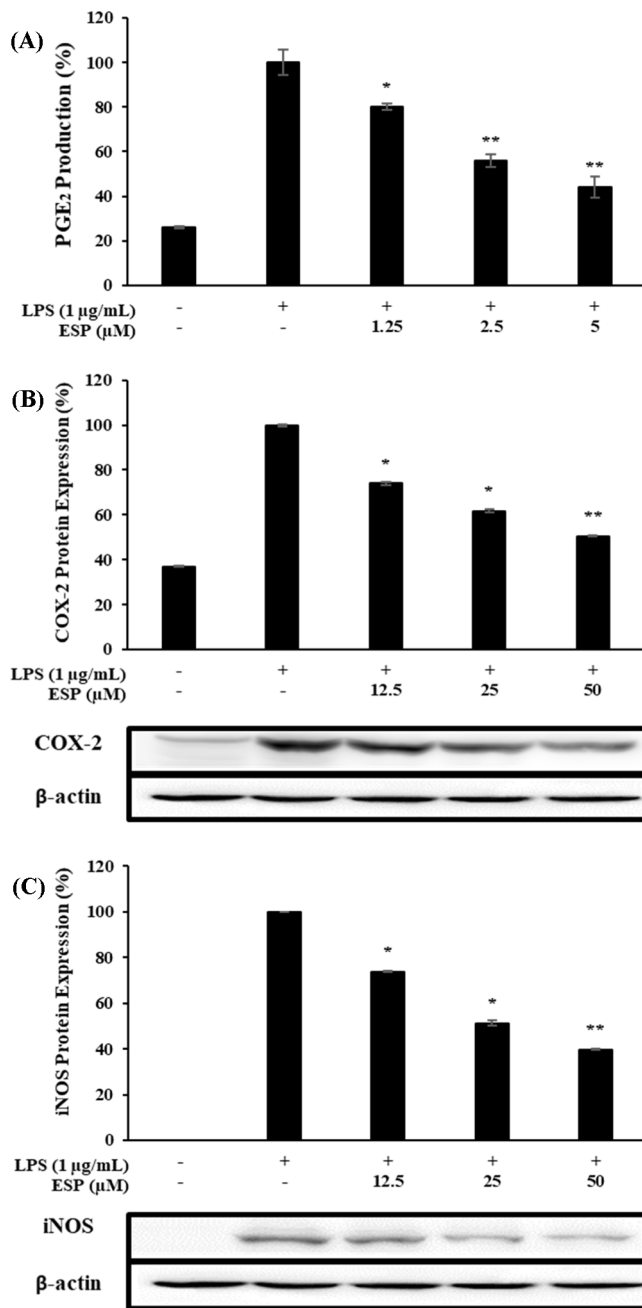 (A)
PGE₂ Production (%)
120
100
80
60
40
20
0
*
**
**
LPS (1 µg/mL) - + + + +
ESP (µM) - - 1.25 2.5 5
(B)
COX-2 Protein Expression (%)
120
100
80
60
40
20
0
*
*
**
LPS (1 µg/mL) - + + + +
ESP (µM) - - 12.5 25 50
COX-2
β-actin
(C)
iNOS Protein Expression (%)
120
100
80
60
40
20
0
*
*
**
LPS (1 µg/mL) - + + + +
ESP (µM) - - 12.5 25 50
iNOS
β-actin